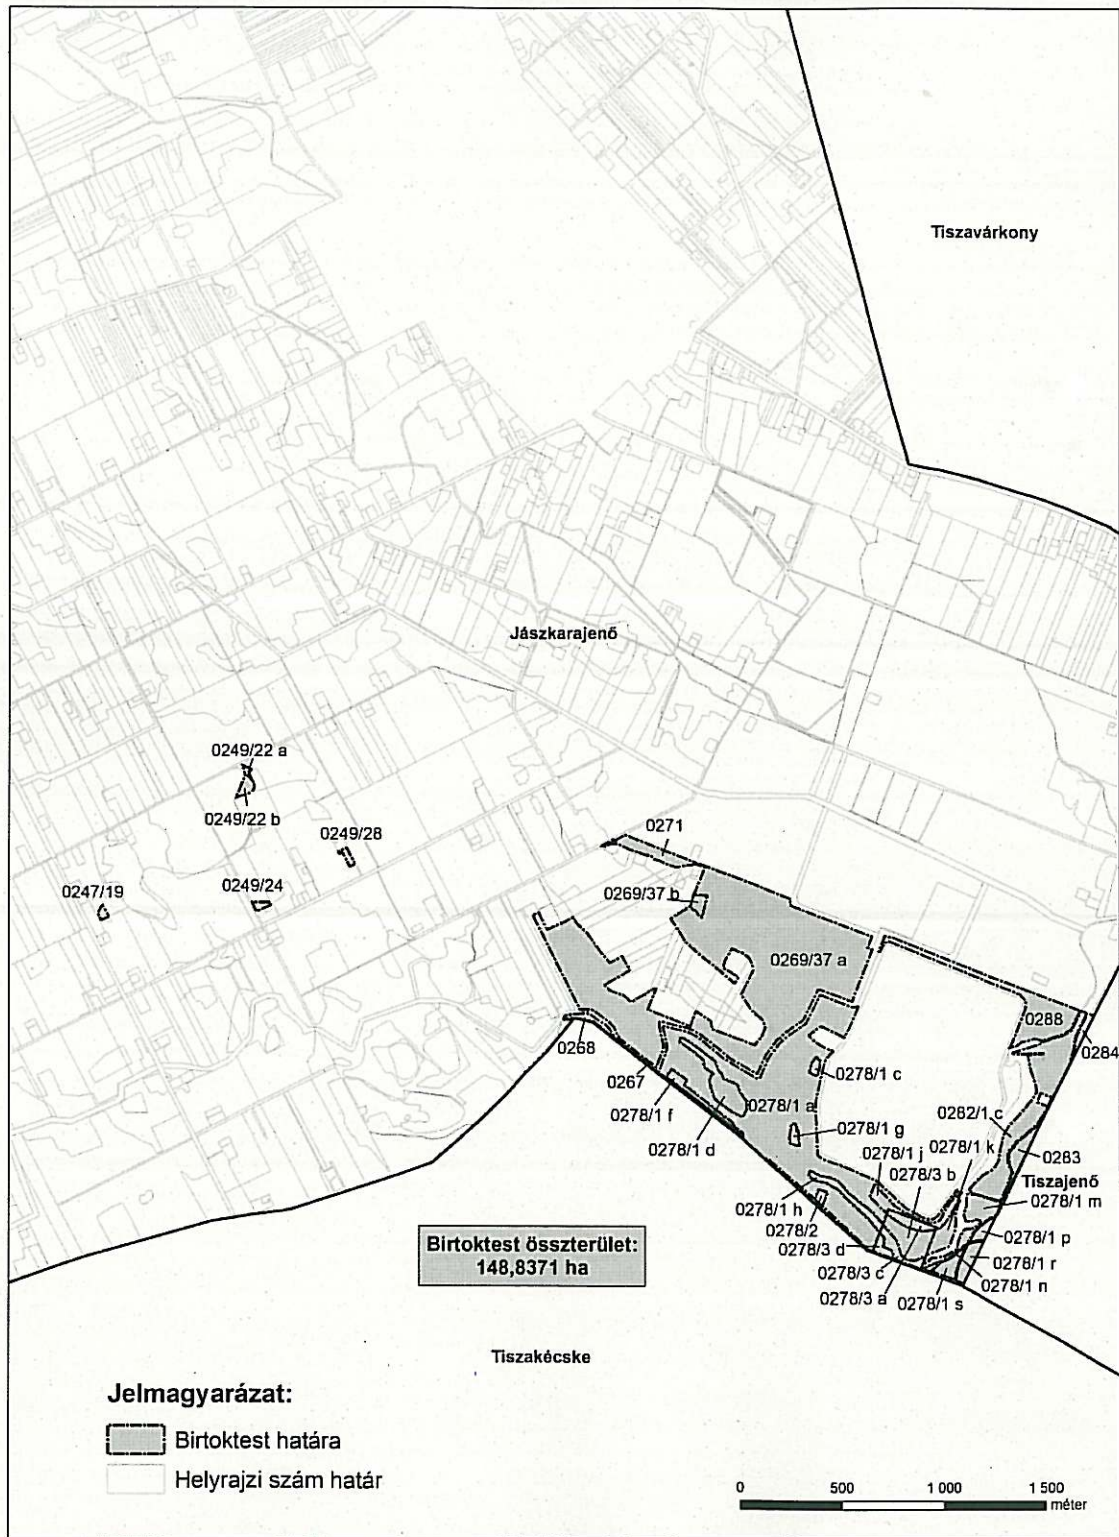 Tiszavárkony
Jászkarajenő
0249/22 a
0249/22 b
0249/28
0271
0247/19
0249/24
0269/37 b
0269/37 a
0288
0268
0284
0267
0278/1 c
0278/1 f
0278/1 a
0282/1 c
0278/1 d
0278/1 g
0278/1 j
0278/1 k
0283
0278/3 b
Tiszajenő
0278/1 m
0278/1 h
0278/2
0278/1 p
0278/3 d
0278/1 r
0278/3 c
0278/1 n
0278/3 a
0278/1 s
Birtoktest összterület:
148,8371 ha
Tiszakécske
Jelmagyarázat:
Birtoktest határa
Helyrajzi szám határ
0 500 1 000 1 500
méter